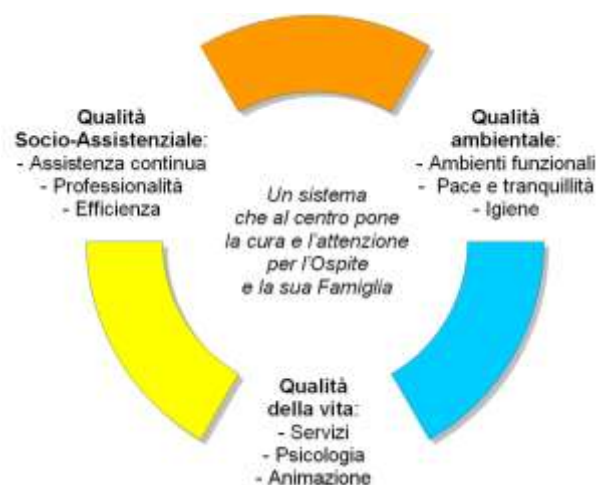 Qualità
Socio-Assistenziale:
- Assistenza continua
- Professionalità
- Efficienza
Qualità
ambientale:
- Ambienti funzionali
- Pace e tranquillità
- Igiene
Un sistema
che al centro pone
la cura e l'attenzione
per l'Ospite
e la sua Famiglia
Qualità
della vita:
- Servizi
- Psicologia
- Animazione